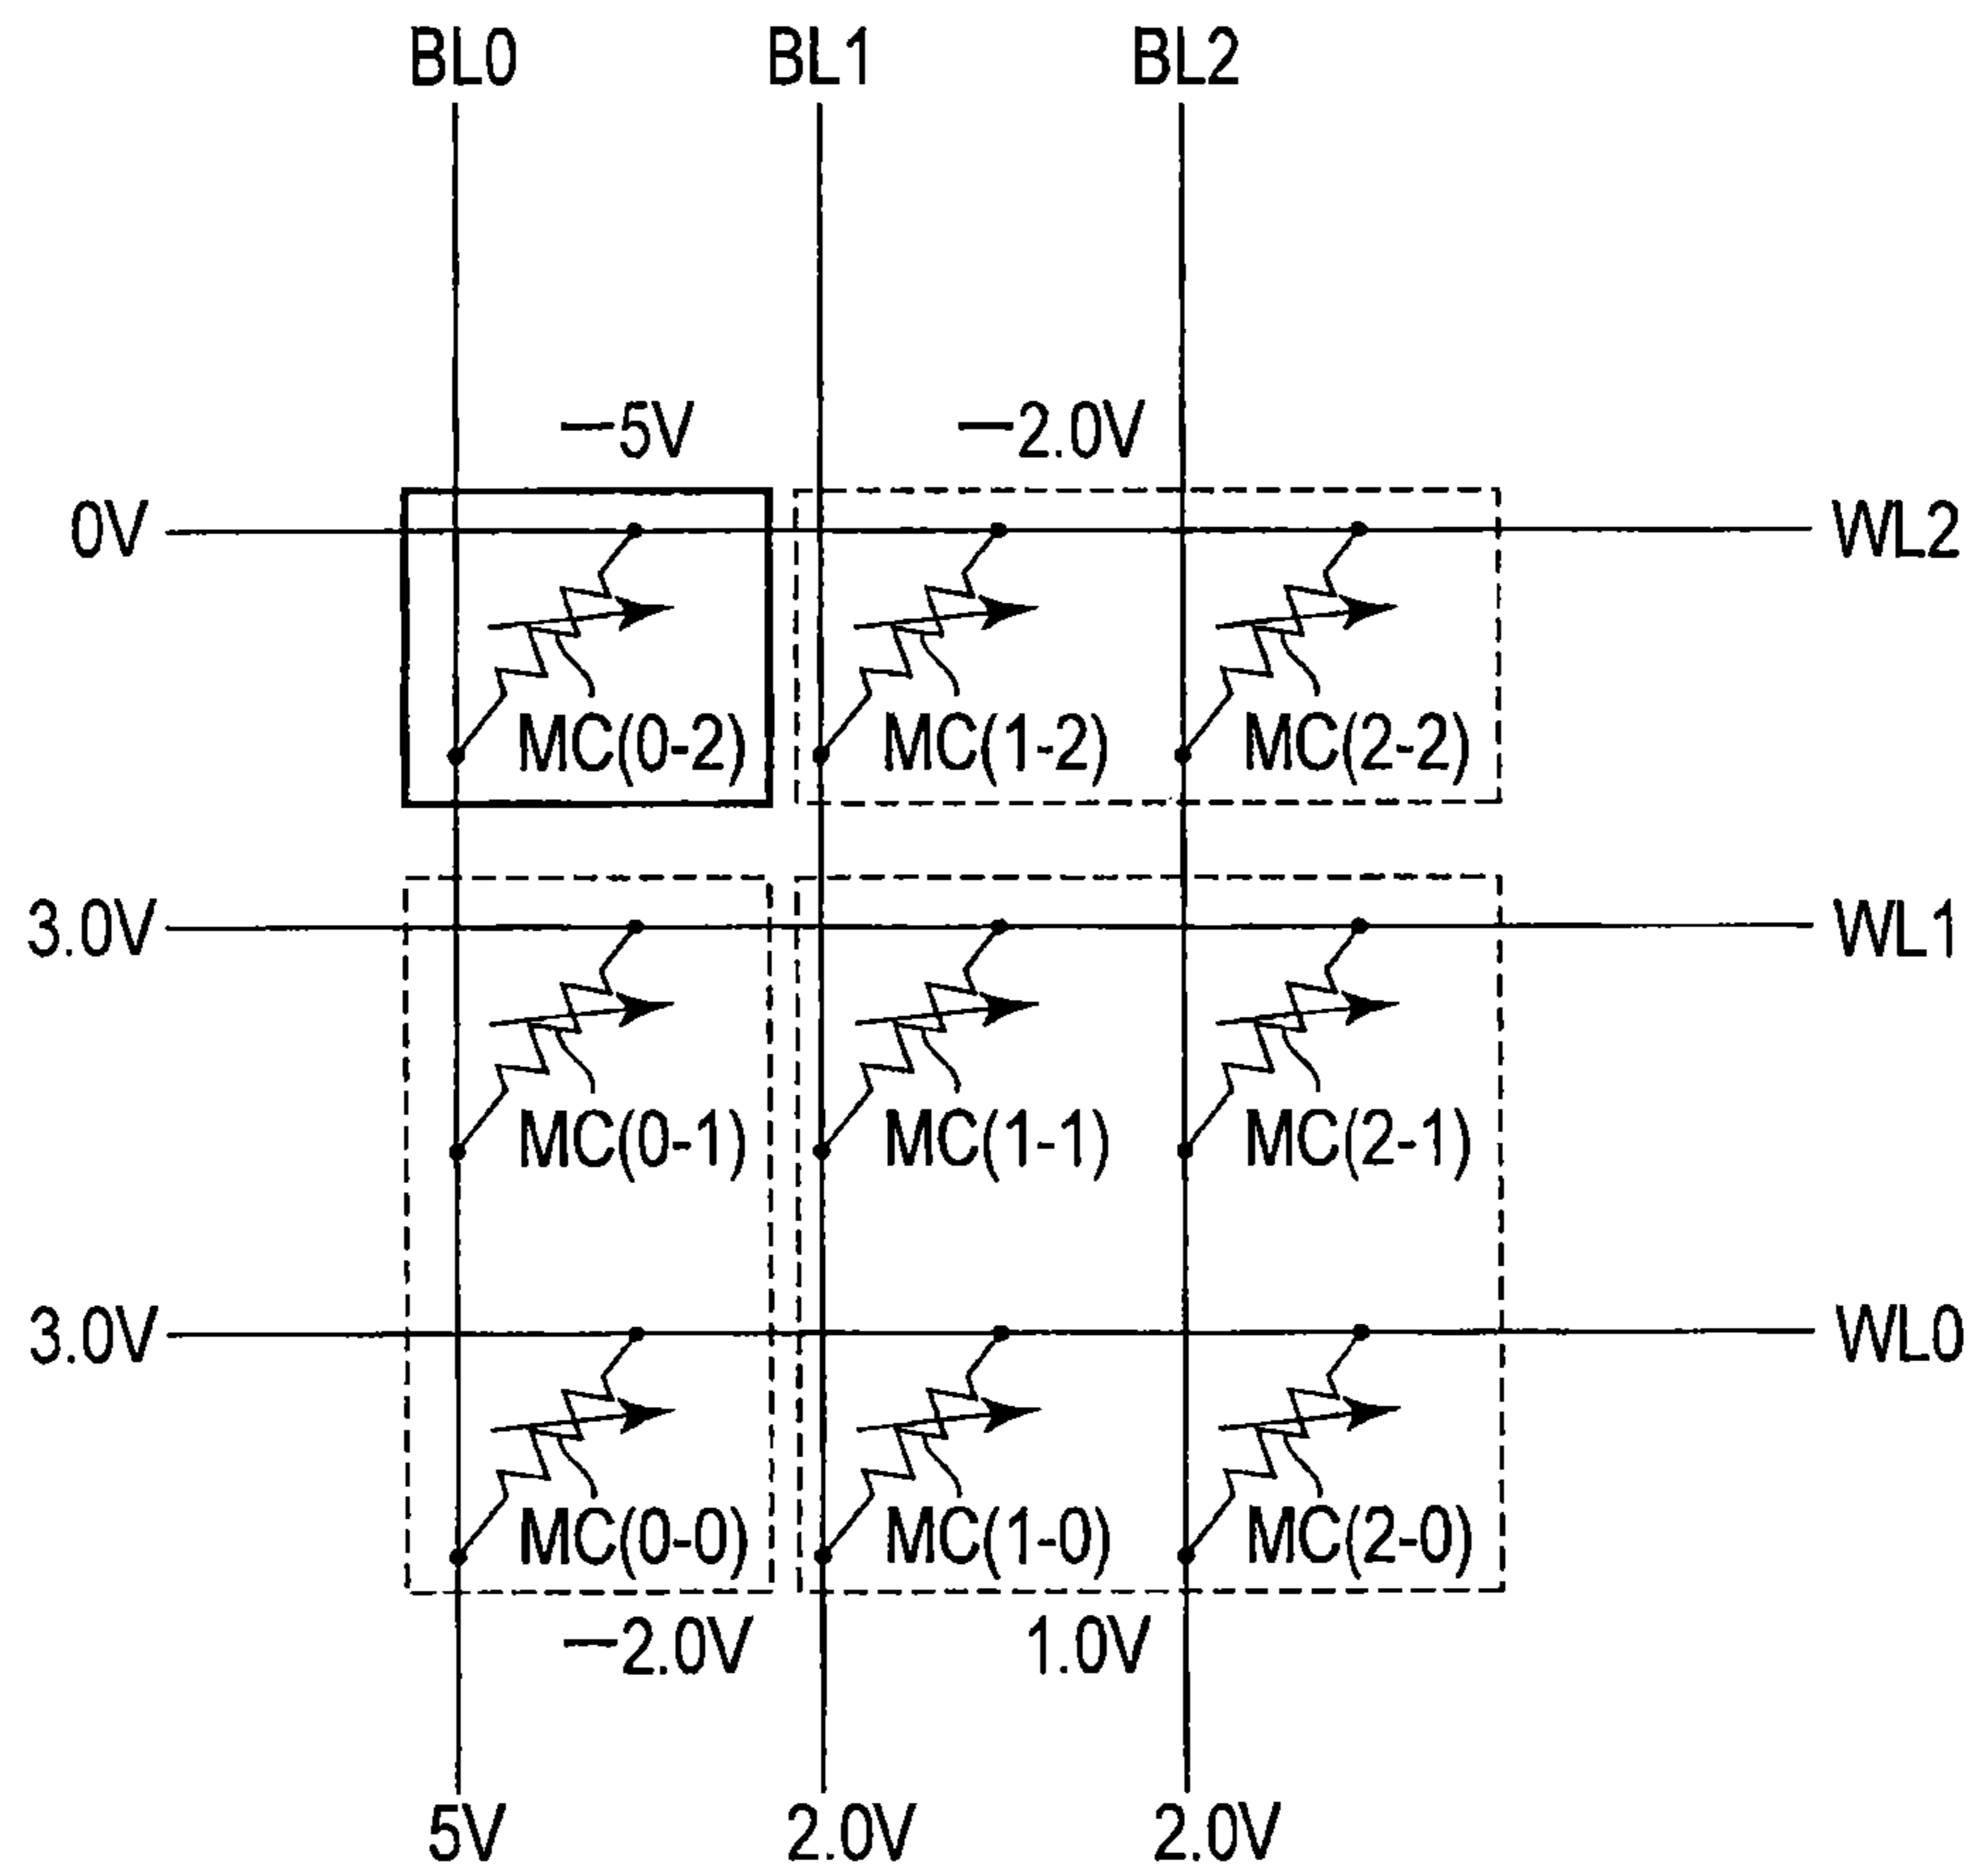 BL0 BL1 BL2
—5V —2.0V
0V WL2
MC(0-2) MC(1-2) MC(2-2)
3.0V WL1
MC(0-1) MC(1-1) MC(2-1)
3.0V WL0
MC(0-0) MC(1-0) MC(2-0)
—2.0V 1.0V
5V 2.0V 2.0V